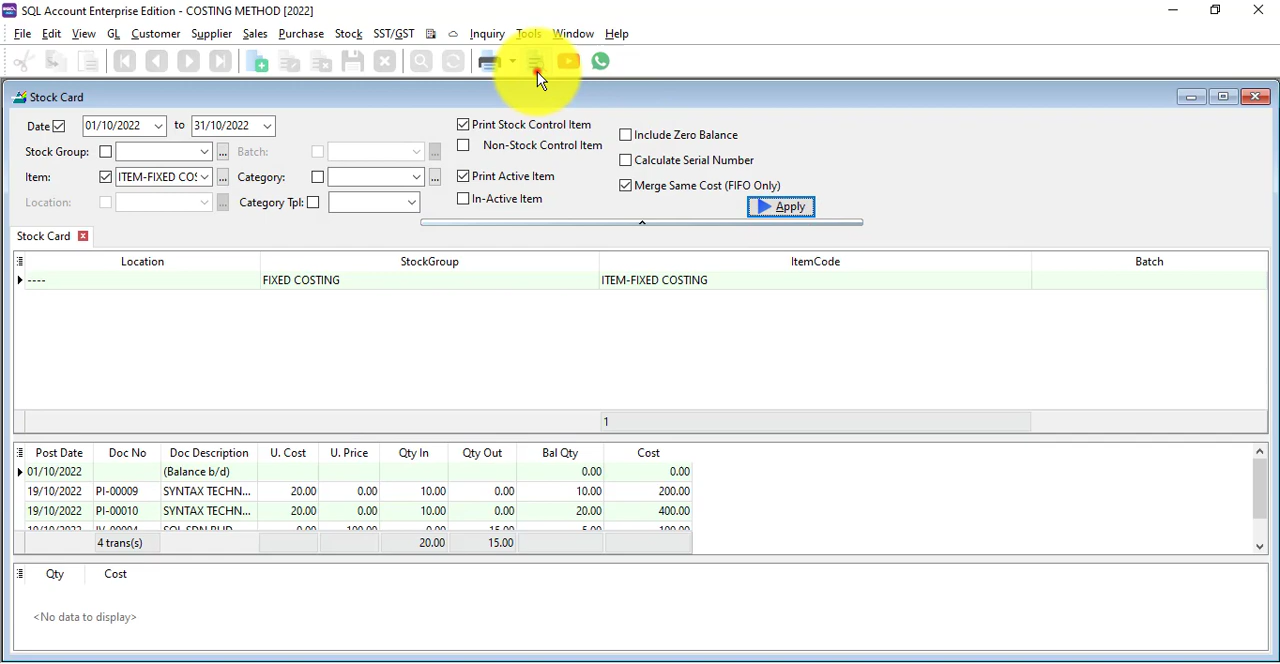 SQL Account Enterprise Edition - COSTING METHOD [2022]
File Edit View GL Customer Supplier Sales Purchase Stock SST/GST Inquiry Tools Window Help
Stock Card
Date 01/10/2022 to 31/10/2022
Print Stock Control Item
Include Zero Balance
Stock Group: ... Batch: ...
Non-Stock Control Item
Calculate Serial Number
Item: ITEM-FIXED COS ... Category: ...
Print Active Item
Merge Same Cost (FIFO Only)
Location: ... Category Tpl:
In-Active Item
Apply
Stock Card
Location StockGroup ItemCode Batch
---- FIXED COSTING ITEM-FIXED COSTING
1
Post Date Doc No Doc Description U. Cost U. Price Qty In Qty Out Bal Qty Cost
01/10/2022 (Balance b/d) 0.00 0.00
19/10/2022 PI-00009 SYNTAX TECHN... 20.00 0.00 10.00 0.00 10.00 200.00
19/10/2022 PI-00010 SYNTAX TECHN... 20.00 0.00 10.00 0.00 20.00 400.00
19/10/2022 IV-00004 SQL SDN BHD 0.00 100.00 0.00 15.00 5.00 100.00
4 trans(s) 20.00 15.00
Qty Cost
<No data to display>